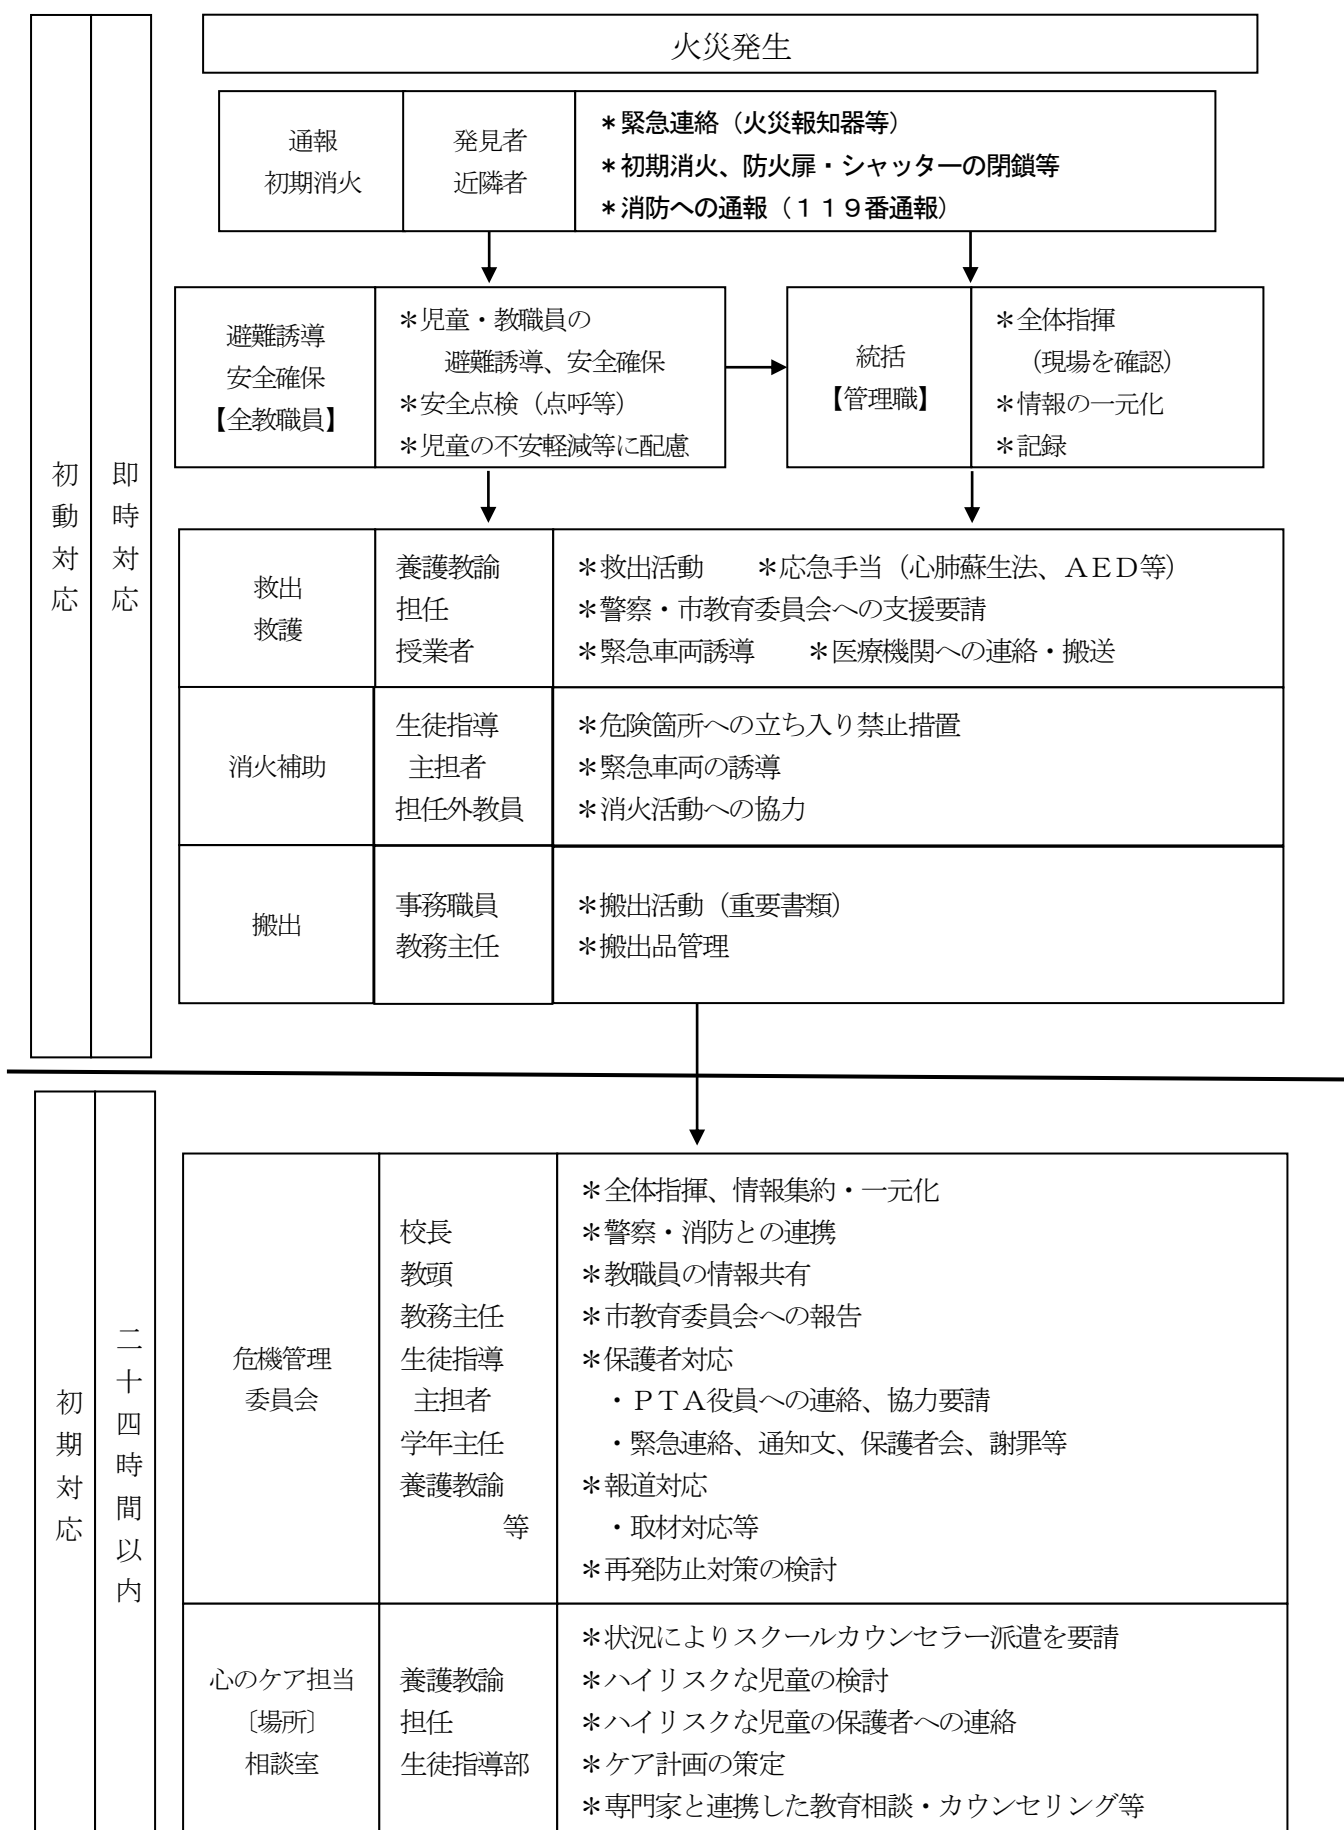 火災発生
通報
初期消火
発見者
近隣者
＊緊急連絡（火災報知器等）
＊初期消火、防火扉・シャッターの閉鎖等
＊消防への通報（１１９番通報）
避難誘導
安全確保
【全教職員】
＊児童・教職員の
避難誘導、安全確保
＊安全点検（点呼等）
＊児童の不安軽減等に配慮
統括
【管理職】
＊全体指揮
（現場を確認）
＊情報の一元化
＊記録
初動対応
即時対応
救出
救護
養護教諭
担任
授業者
＊救出活動　　＊応急手当（心肺蘇生法、ＡＥＤ等）
＊警察・市教育委員会への支援要請
＊緊急車両誘導　　＊医療機関への連絡・搬送
消火補助
生徒指導
主担者
担任外教員
＊危険箇所への立ち入り禁止措置
＊緊急車両の誘導
＊消火活動への協力
搬出
事務職員
教務主任
＊搬出活動（重要書類）
＊搬出品管理
初期対応
二十四時間以内
危機管理
委員会
校長
教頭
教務主任
生徒指導
主担者
学年主任
養護教諭
等
＊全体指揮、情報集約・一元化
＊警察・消防との連携
＊教職員の情報共有
＊市教育委員会への報告
＊保護者対応
・ＰＴＡ役員への連絡、協力要請
・緊急連絡、通知文、保護者会、謝罪等
＊報道対応
・取材対応等
＊再発防止対策の検討
心のケア担当
〔場所〕
相談室
養護教諭
担任
生徒指導部
＊状況によりスクールカウンセラー派遣を要請
＊ハイリスクな児童の検討
＊ハイリスクな児童の保護者への連絡
＊ケア計画の策定
＊専門家と連携した教育相談・カウンセリング等